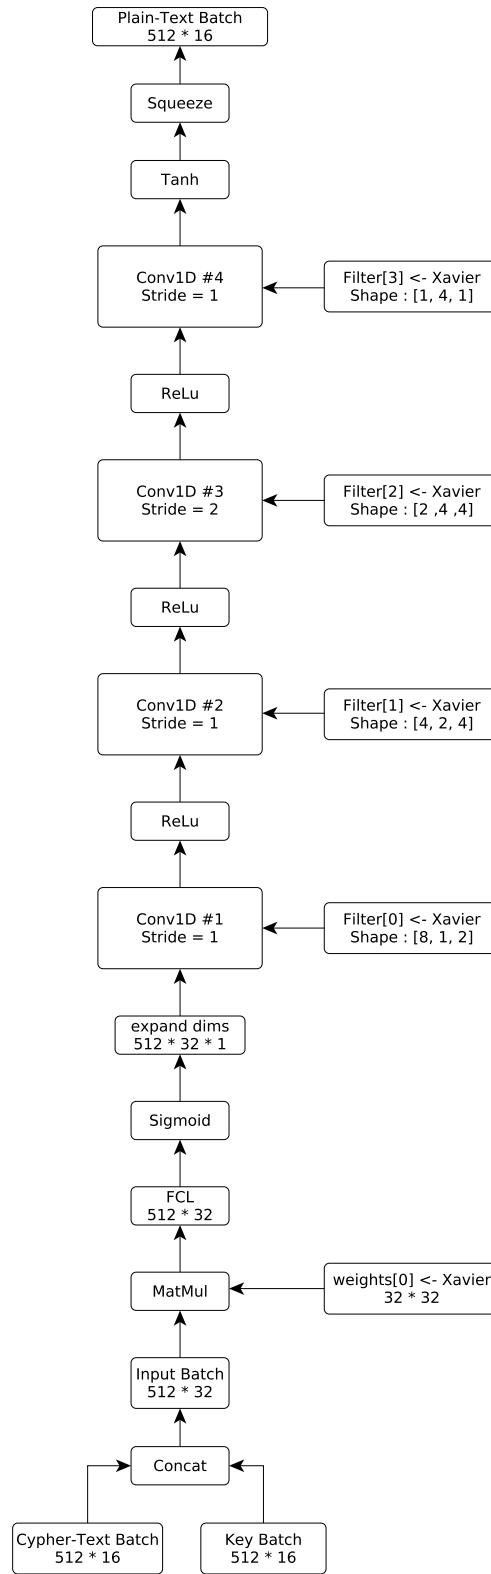 Plain-Text Batch
512 * 16
Squeeze
Tanh
Conv1D #4
Stride = 1
Filter[3] <- Xavier
Shape : [1, 4, 1]
ReLu
Conv1D #3
Stride = 2
Filter[2] <- Xavier
Shape : [2 ,4 ,4]
ReLu
Conv1D #2
Stride = 1
Filter[1] <- Xavier
Shape : [4, 2, 4]
ReLu
Conv1D #1
Stride = 1
Filter[0] <- Xavier
Shape : [8, 1, 2]
expand dims
512 * 32 * 1
Sigmoid
FCL
512 * 32
MatMul
weights[0] <- Xavier
32 * 32
Input Batch
512 * 32
Concat
Cypher-Text Batch
512 * 16
Key Batch
512 * 16